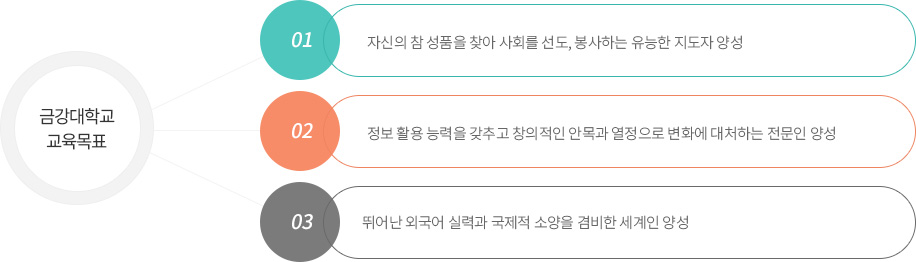 금강대학교
교육목표
01
자신의 참 성품을 찾아 사회를 선도, 봉사하는 유능한 지도자 양성
02
정보 활용 능력을 갖추고 창의적인 안목과 열정으로 변화에 대처하는 전문인 양성
03
뛰어난 외국어 실력과 국제적 소양을 겸비한 세계인 양성